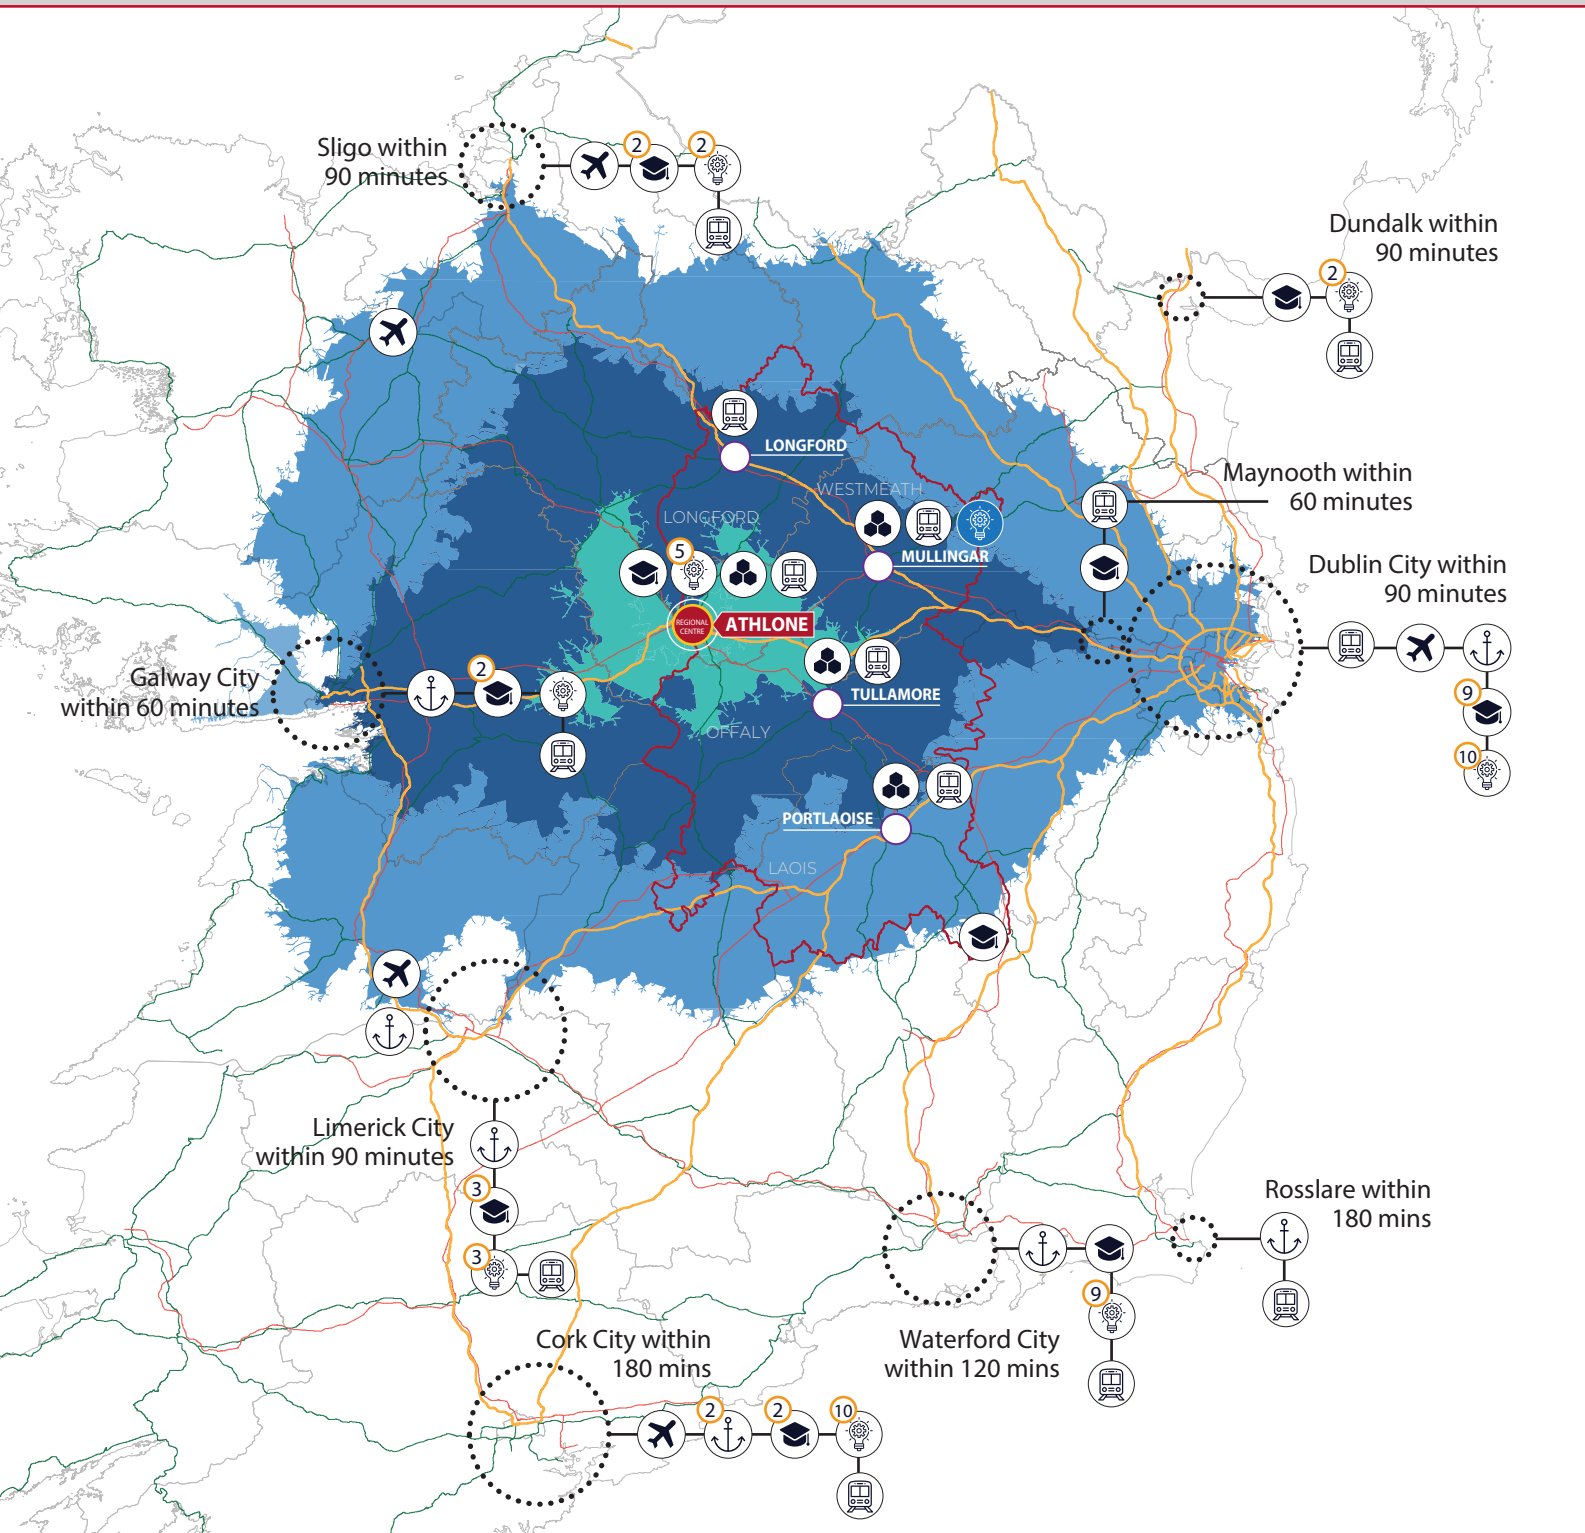 Sligo within
90 minutes
2
2
Dundalk within
90 minutes
2
LONGFORD
WESTMEATH
LONGFORD
Maynooth within
60 minutes
MULLINGAR
5
Dublin City within
90 minutes
REGIONAL
CENTRE
ATHLONE
Galway City
within 60 minutes
2
TULLAMORE
OFFALY
9
10
PORTLAOISE
LAOIS
Limerick City
within 90 minutes
3
3
Rosslare within
180 mins
9
Cork City within
180 mins
Waterford City
within 120 mins
2
2
10